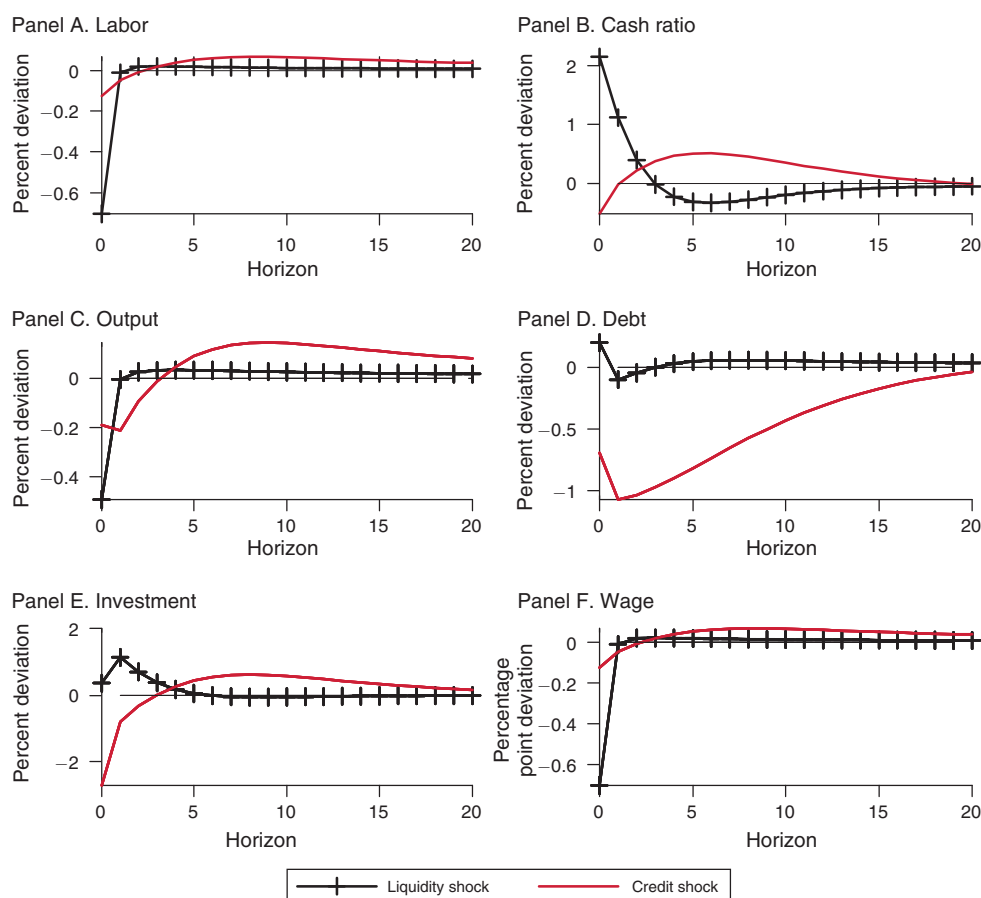 Panel A. Labor
Percent deviation
0
−0.2
−0.4
−0.6
0 5 10 15 20
Horizon
Panel B. Cash ratio
Percent deviation
2
1
0
0 5 10 15 20
Horizon
Panel C. Output
Percent deviation
0
−0.2
−0.4
0 5 10 15 20
Horizon
Panel D. Debt
Percent deviation
0
−0.5
−1
0 5 10 15 20
Horizon
Panel E. Investment
Percent deviation
2
0
−2
0 5 10 15 20
Horizon
Panel F. Wage
Percentage
point deviation
0
−0.2
−0.4
−0.6
0 5 10 15 20
Horizon
Liquidity shock Credit shock